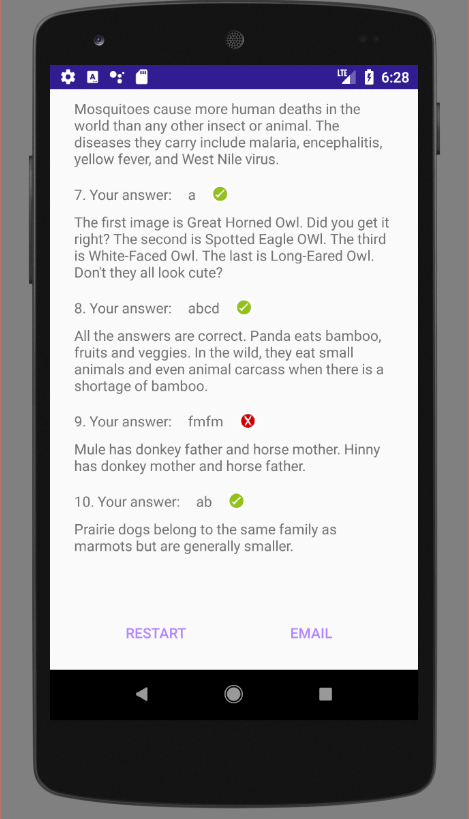 LTE 6:28
Mosquitoes cause more human deaths in the
world than any other insect or animal. The
diseases they carry include malaria, encephalitis,
yellow fever, and West Nile virus.
7. Your answer: a
The first image is Great Horned Owl. Did you get it
right? The second is Spotted Eagle OWl. The third
is White-Faced Owl. The last is Long-Eared Owl.
Don't they all look cute?
8. Your answer: abcd
All the answers are correct. Panda eats bamboo,
fruits and veggies. In the wild, they eat small
animals and even animal carcass when there is a
shortage of bamboo.
9. Your answer: fmfm
Mule has donkey father and horse mother. Hinny
has donkey mother and horse father.
10. Your answer: ab
Prairie dogs belong to the same family as
marmots but are generally smaller.
RESTART EMAIL